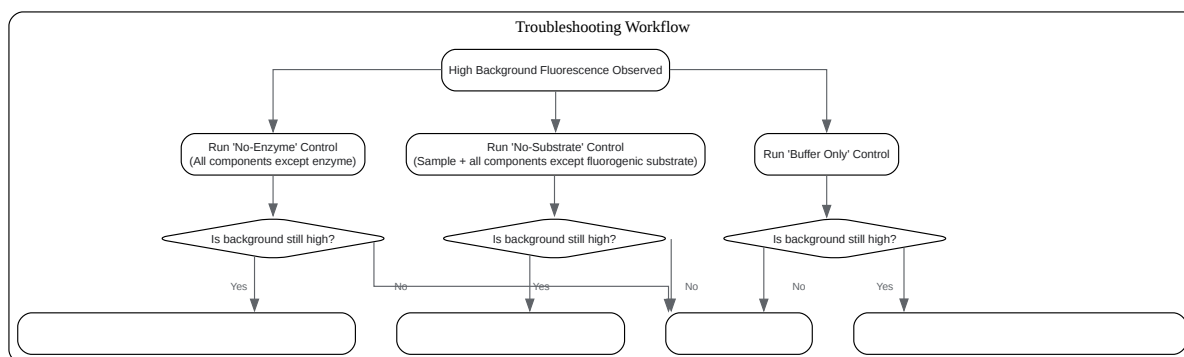 Troubleshooting Workflow
High Background Fluorescence Observed
Run 'No-Enzyme' Control
(All components except enzyme)
Run 'No-Substrate' Control
(Sample + all components except fluorogenic substrate)
Run 'Buffer Only' Control
Is background still high?
Is background still high?
Is background still high?
Yes
No
Yes
No
No
Yes